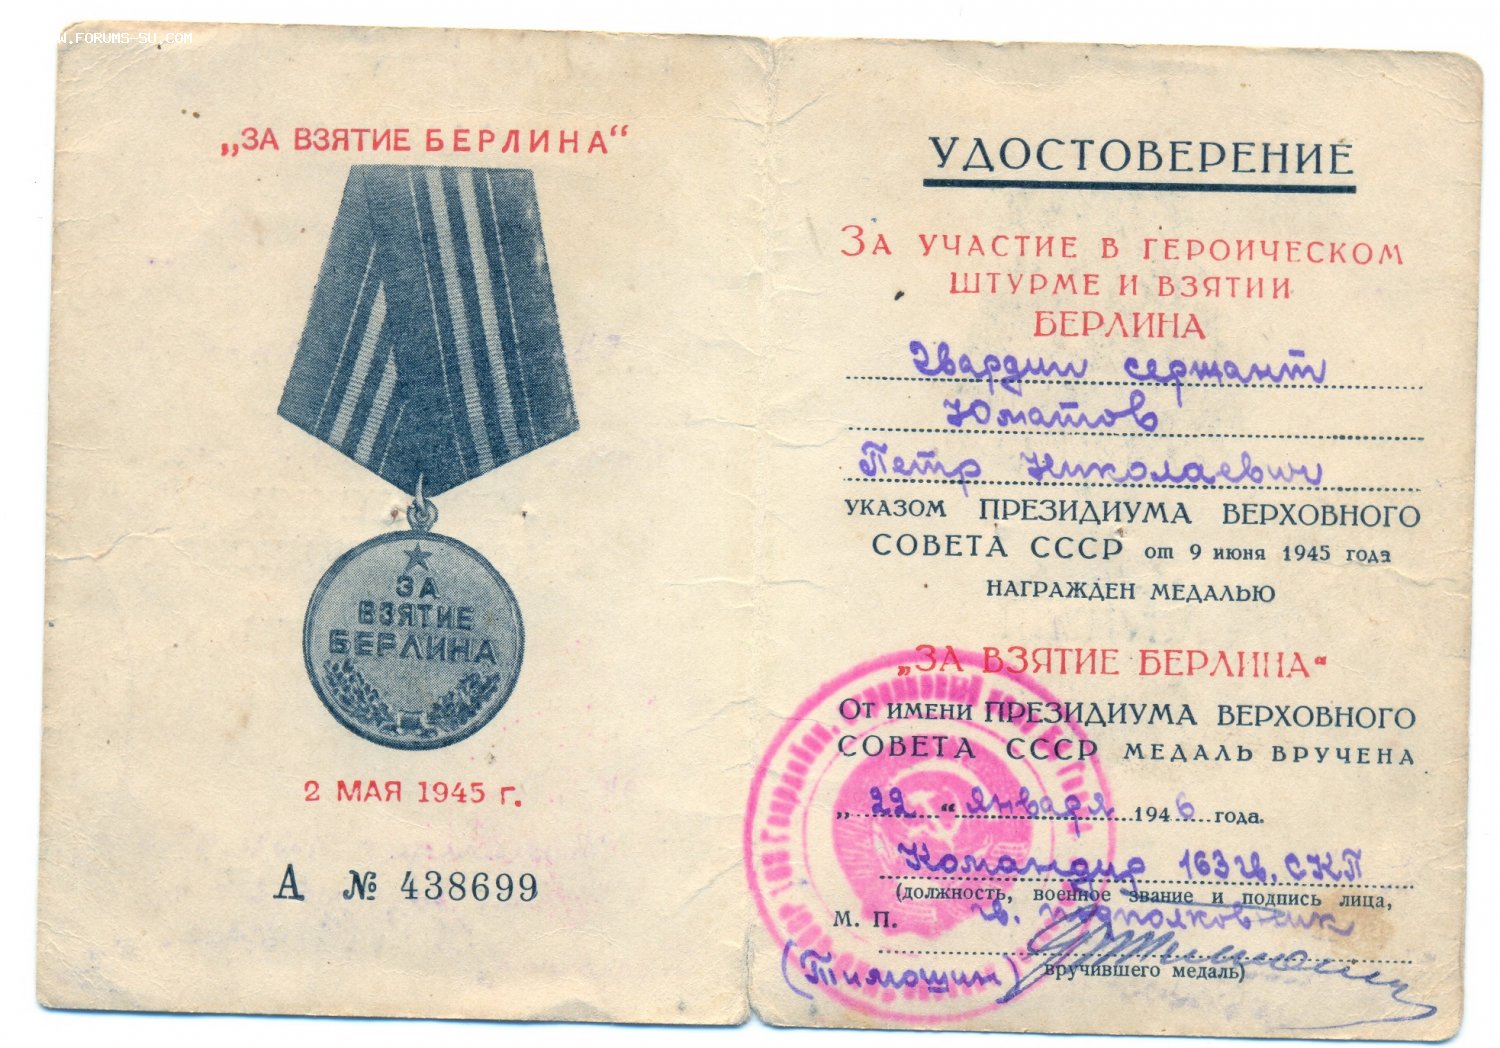 W.FORUMS-SU.COM
„ЗА ВЗЯТИЕ БЕРЛИНА“
ЗА
ВЗЯТИЕ
БЕРЛИНА
2 МАЯ 1945 г.
А № 438699
УДОСТОВЕРЕНИЕ
ЗА УЧАСТИЕ В ГЕРОИЧЕСКОМ
ШТУРМЕ И ВЗЯТИИ
БЕРЛИНА
Гвардии сержант
Юматов
Петр Николаевич
УКАЗОМ ПРЕЗИДИУМА ВЕРХОВНОГО
СОВЕТА СССР от 9 июня 1945 года
НАГРАЖДЕН МЕДАЛЬЮ
„ЗА ВЗЯТИЕ БЕРЛИНА“
ОТ ИМЕНИ ПРЕЗИДИУМА ВЕРХОВНОГО
СОВЕТА СССР МЕДАЛЬ ВРУЧЕНА
„22“ января 1946 года.
Командир 163 гв. СКП
(должность, военное звание и подпись лица,
М. П. гв. подполковник
(Тимошин) вручившего медаль)